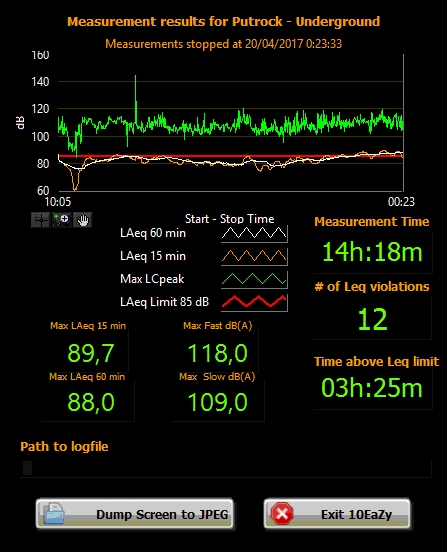 Measurement results for Putrock - Underground
Measurements stopped at 20/04/2017 0:23:33
160
140
120
100
80
60
dB
10:05
00:23
Start - Stop Time
LAeq 60 min
LAeq 15 min
Max LCpeak
LAeq Limit 85 dB
Measurement Time
14h:18m
# of Leq violations
12
Time above Leq limit
03h:25m
Max LAeq 15 min
89,7
Max Fast dB(A)
118,0
Max LAeq 60 min
88,0
Max Slow dB(A)
109,0
Path to logfile
Dump Screen to JPEG
Exit 10EaZy